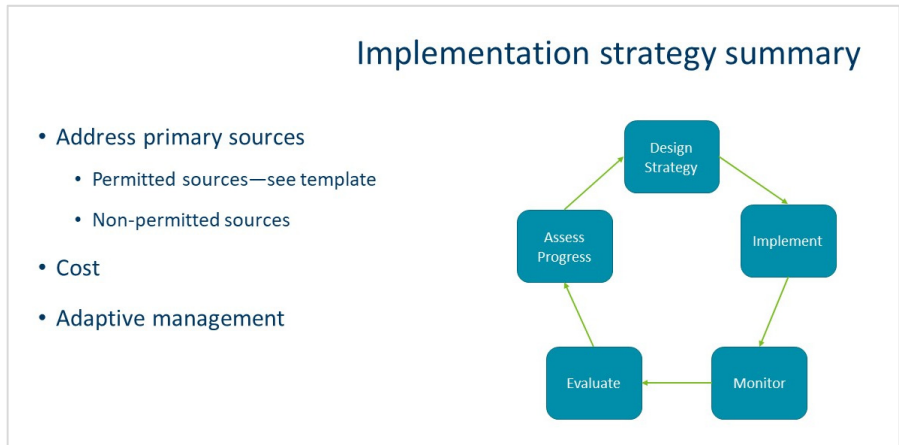 Implementation strategy summary
• Address primary sources
• Permitted sources—see template
• Non-permitted sources
• Cost
• Adaptive management
Design
Strategy
Implement
Monitor
Evaluate
Assess
Progress